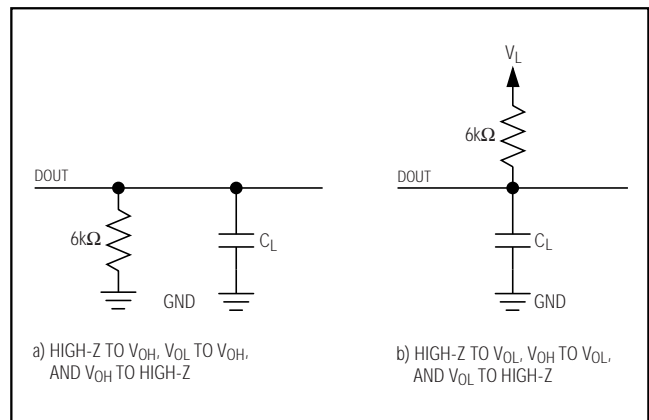 DOUT
6kΩ
C_L
GND
a) HIGH-Z TO V_OH, V_OL TO V_OH,
AND V_OH TO HIGH-Z
V_L
6kΩ
DOUT
C_L
GND
b) HIGH-Z TO V_OL, V_OH TO V_OL,
AND V_OL TO HIGH-Z